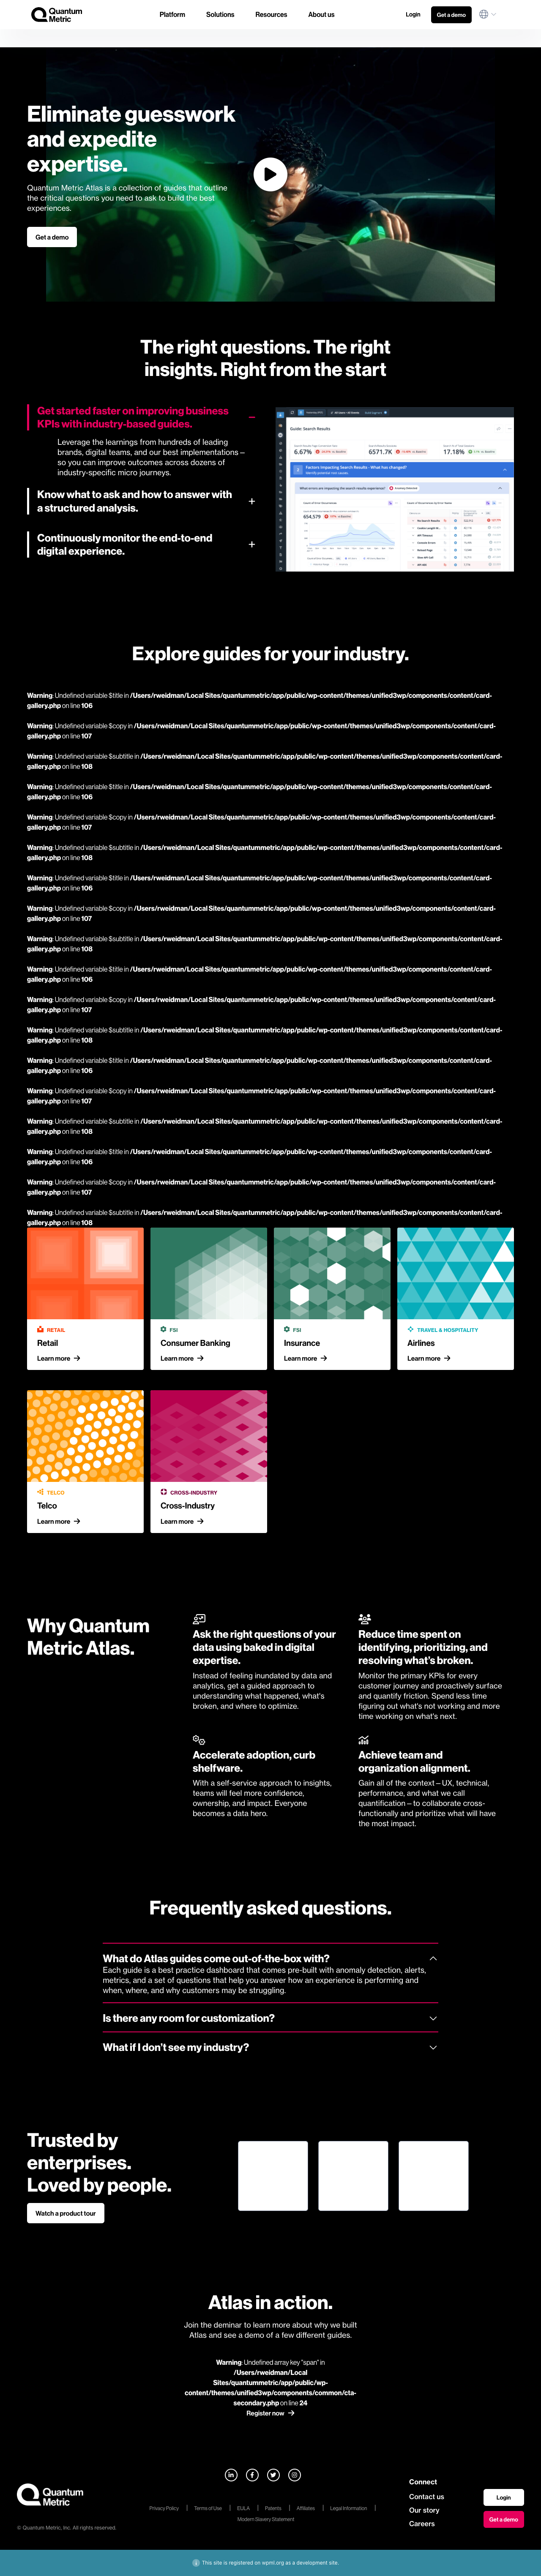 Quantum
Metric
Platform
Solutions
Resources
About us
Login
Get a demo
Eliminate guesswork
and expedite
expertise.
Quantum Metric Atlas is a collection of guides that outline
the critical questions you need to ask to build the best
experiences.
Get a demo
The right questions. The right
insights. Right from the start
Get started faster on improving business
KPIs with industry-based guides.
Leverage the learnings from hundreds of leading
brands, digital teams, and our best implementations –
so you can improve outcomes across dozens of
industry-specific micro journeys.
Know what to ask and how to answer with
a structured analysis.
Continuously monitor the end-to-end
digital experience.
Guide: Search Results
6.67%
6571.7K
17.18%
Factors Impacting Search Results - What has changed?
What errors are impacting the search results experience?
654,579
Explore guides for your industry.
Warning: Undefined variable $title in /Users/rweidman/Local Sites/quantummetric/app/public/wp-content/themes/unified3wp/components/content/card-
gallery.php on line 106
Warning: Undefined variable $copy in /Users/rweidman/Local Sites/quantummetric/app/public/wp-content/themes/unified3wp/components/content/card-
gallery.php on line 107
Warning: Undefined variable $subtitle in /Users/rweidman/Local Sites/quantummetric/app/public/wp-content/themes/unified3wp/components/content/card-
gallery.php on line 108
Warning: Undefined variable $title in /Users/rweidman/Local Sites/quantummetric/app/public/wp-content/themes/unified3wp/components/content/card-
gallery.php on line 106
Warning: Undefined variable $copy in /Users/rweidman/Local Sites/quantummetric/app/public/wp-content/themes/unified3wp/components/content/card-
gallery.php on line 107
Warning: Undefined variable $subtitle in /Users/rweidman/Local Sites/quantummetric/app/public/wp-content/themes/unified3wp/components/content/card-
gallery.php on line 108
Warning: Undefined variable $title in /Users/rweidman/Local Sites/quantummetric/app/public/wp-content/themes/unified3wp/components/content/card-
gallery.php on line 106
Warning: Undefined variable $copy in /Users/rweidman/Local Sites/quantummetric/app/public/wp-content/themes/unified3wp/components/content/card-
gallery.php on line 107
Warning: Undefined variable $subtitle in /Users/rweidman/Local Sites/quantummetric/app/public/wp-content/themes/unified3wp/components/content/card-
gallery.php on line 108
Warning: Undefined variable $title in /Users/rweidman/Local Sites/quantummetric/app/public/wp-content/themes/unified3wp/components/content/card-
gallery.php on line 106
Warning: Undefined variable $copy in /Users/rweidman/Local Sites/quantummetric/app/public/wp-content/themes/unified3wp/components/content/card-
gallery.php on line 107
Warning: Undefined variable $subtitle in /Users/rweidman/Local Sites/quantummetric/app/public/wp-content/themes/unified3wp/components/content/card-
gallery.php on line 108
Warning: Undefined variable $title in /Users/rweidman/Local Sites/quantummetric/app/public/wp-content/themes/unified3wp/components/content/card-
gallery.php on line 106
Warning: Undefined variable $copy in /Users/rweidman/Local Sites/quantummetric/app/public/wp-content/themes/unified3wp/components/content/card-
gallery.php on line 107
Warning: Undefined variable $subtitle in /Users/rweidman/Local Sites/quantummetric/app/public/wp-content/themes/unified3wp/components/content/card-
gallery.php on line 108
Warning: Undefined variable $title in /Users/rweidman/Local Sites/quantummetric/app/public/wp-content/themes/unified3wp/components/content/card-
gallery.php on line 106
Warning: Undefined variable $copy in /Users/rweidman/Local Sites/quantummetric/app/public/wp-content/themes/unified3wp/components/content/card-
gallery.php on line 107
Warning: Undefined variable $subtitle in /Users/rweidman/Local Sites/quantummetric/app/public/wp-content/themes/unified3wp/components/content/card-
gallery.php on line 108
RETAIL
Retail
Learn more
FSI
Consumer Banking
Learn more
FSI
Insurance
Learn more
TRAVEL & HOSPITALITY
Airlines
Learn more
TELCO
Telco
Learn more
CROSS-INDUSTRY
Cross-Industry
Learn more
Why Quantum
Metric Atlas.
Ask the right questions of your
data using baked in digital
expertise.
Instead of feeling inundated by data and
analytics, get a guided approach to
understanding what happened, what's
broken, and where to optimize.
Reduce time spent on
identifying, prioritizing, and
resolving what's broken.
Monitor the primary KPIs for every
customer journey and proactively surface
and quantify friction. Spend less time
figuring out what's not working and more
time working on what's next.
Accelerate adoption, curb
shelfware.
With a self-service approach to insights,
teams will feel more confidence,
ownership, and impact. Everyone
becomes a data hero.
Achieve team and
organization alignment.
Gain all of the context – UX, technical,
performance, and what we call
quantification – to collaborate cross-
functionally and prioritize what will have
the most impact.
Frequently asked questions.
What do Atlas guides come out-of-the-box with?
Each guide is a best practice dashboard that comes pre-built with anomaly detection, alerts,
metrics, and a set of questions that help you answer how an experience is performing and
when, where, and why customers may be struggling.
Is there any room for customization?
What if I don't see my industry?
Trusted by
enterprises.
Loved by people.
Watch a product tour
Atlas in action.
Join the deminar to learn more about why we built
Atlas and see a demo of a few different guides.
Warning: Undefined array key "span" in
/Users/rweidman/Local
Sites/quantummetric/app/public/wp-
content/themes/unified3wp/components/common/cta-
secondary.php on line 24
Register now
Quantum
Metric
© Quantum Metric, Inc. All rights reserved.
Privacy Policy | Terms of Use | EULA | Patents | Affiliates | Legal Information |
Modern Slavery Statement
Connect
Contact us
Our story
Careers
Login
Get a demo
This site is registered on wpml.org as a development site.